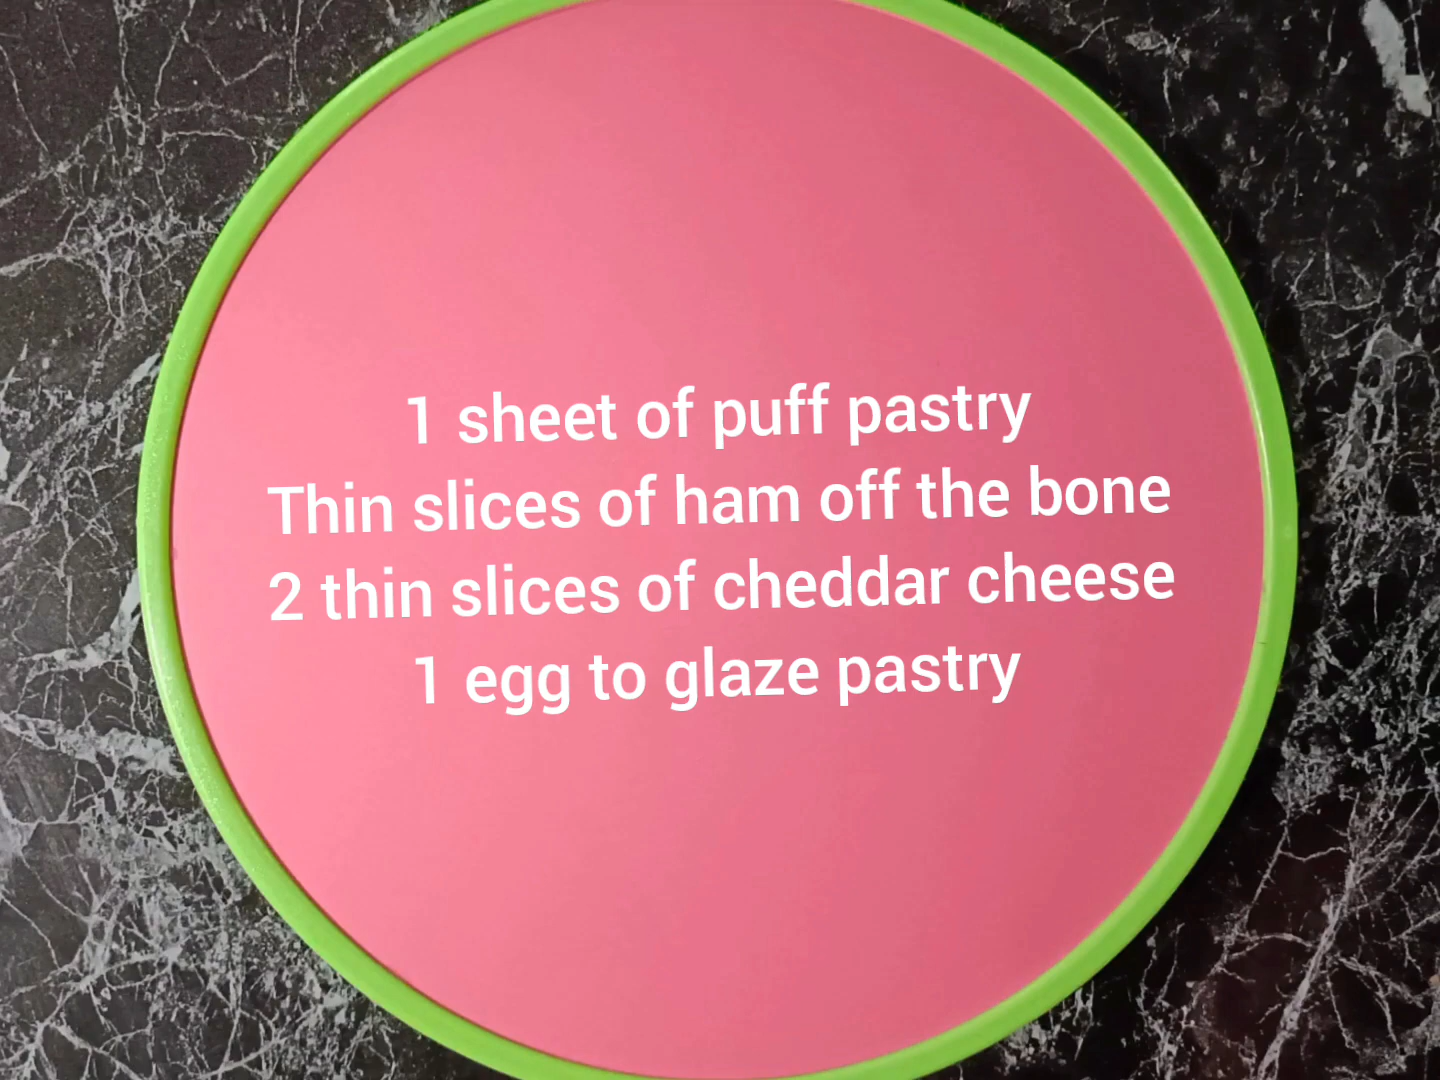 1 sheet of puff pastry
Thin slices of ham off the bone
2 thin slices of cheddar cheese
1 egg to glaze pastry